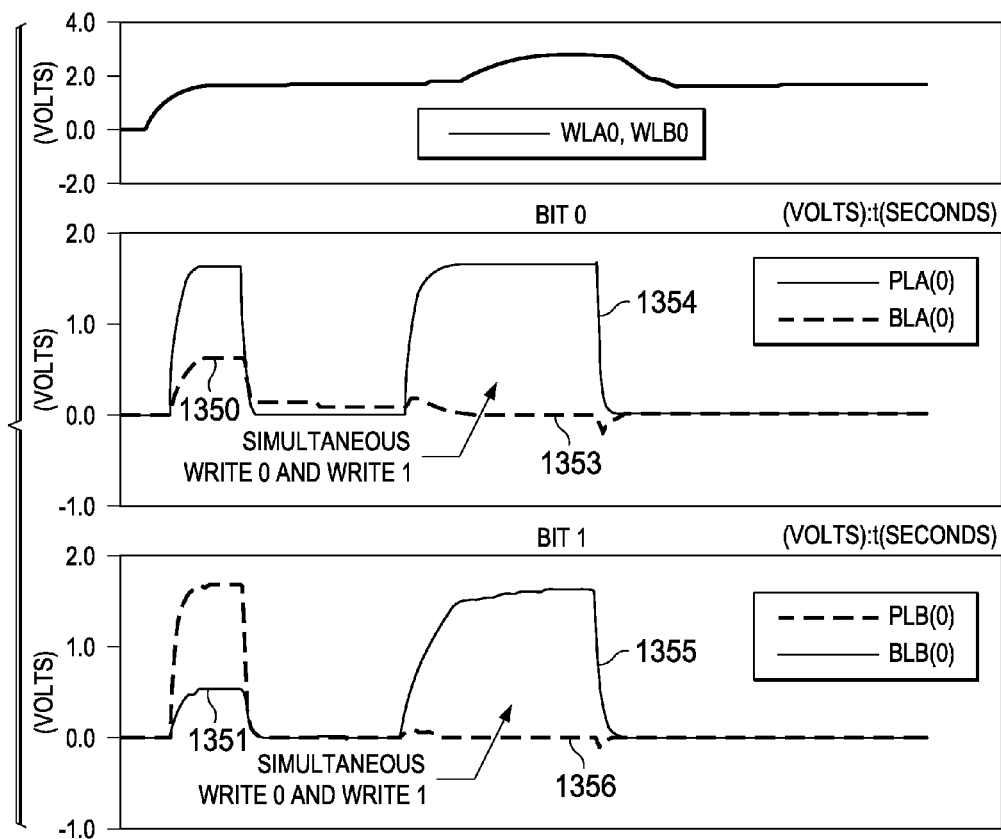 4.0
2.0
0.0
-2.0
(VOLTS)
WLA0, WLB0
BIT 0
(VOLTS):t(SECONDS)
2.0
1.0
0.0
-1.0
(VOLTS)
PLA(0)
BLA(0)
1354
1350
SIMULTANEOUS
WRITE 0 AND WRITE 1
1353
BIT 1
(VOLTS):t(SECONDS)
2.0
1.0
0.0
-1.0
(VOLTS)
PLB(0)
BLB(0)
1355
1351
SIMULTANEOUS
WRITE 0 AND WRITE 1
1356